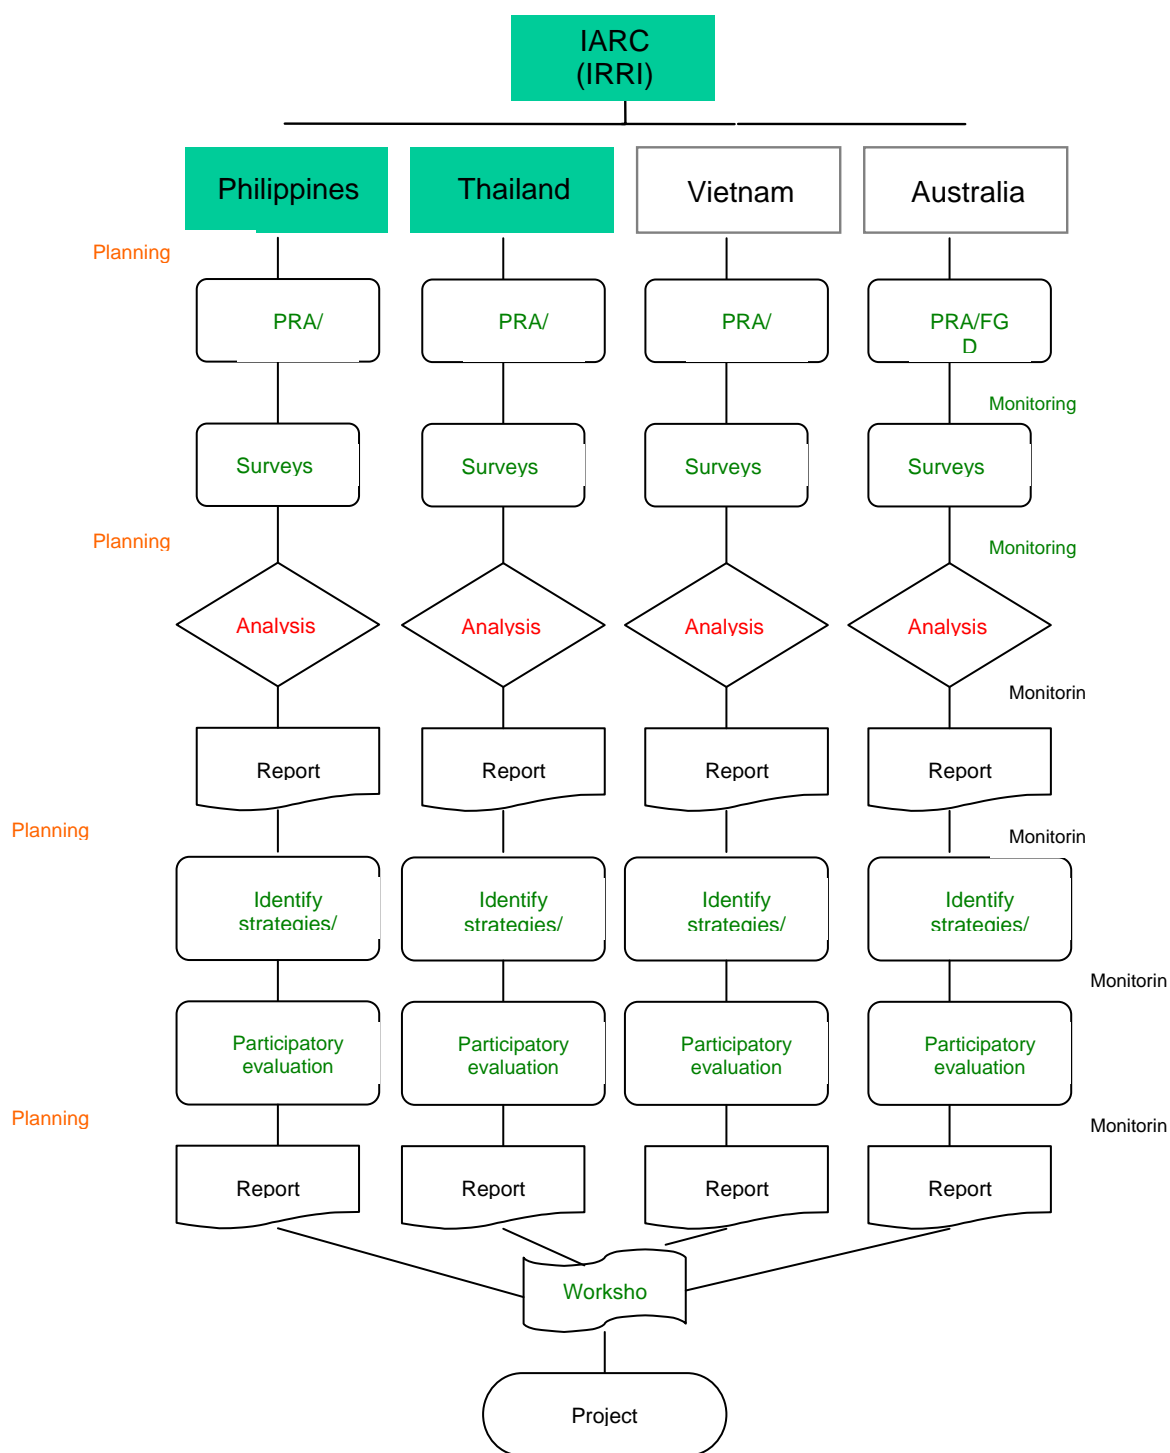 IARC
(IRRI)
Philippines
Thailand
Vietnam
Australia
Planning
PRA/
PRA/
PRA/
PRA/FG
D
Monitoring
Surveys
Surveys
Surveys
Surveys
Planning
Monitoring
Analysis
Analysis
Analysis
Analysis
Monitorin
Report
Report
Report
Report
Planning
Monitorin
Identify
strategies/
Identify
strategies/
Identify
strategies/
Identify
strategies/
Monitorin
Participatory
evaluation
Participatory
evaluation
Participatory
evaluation
Participatory
evaluation
Planning
Monitorin
Report
Report
Report
Report
Worksho
Project